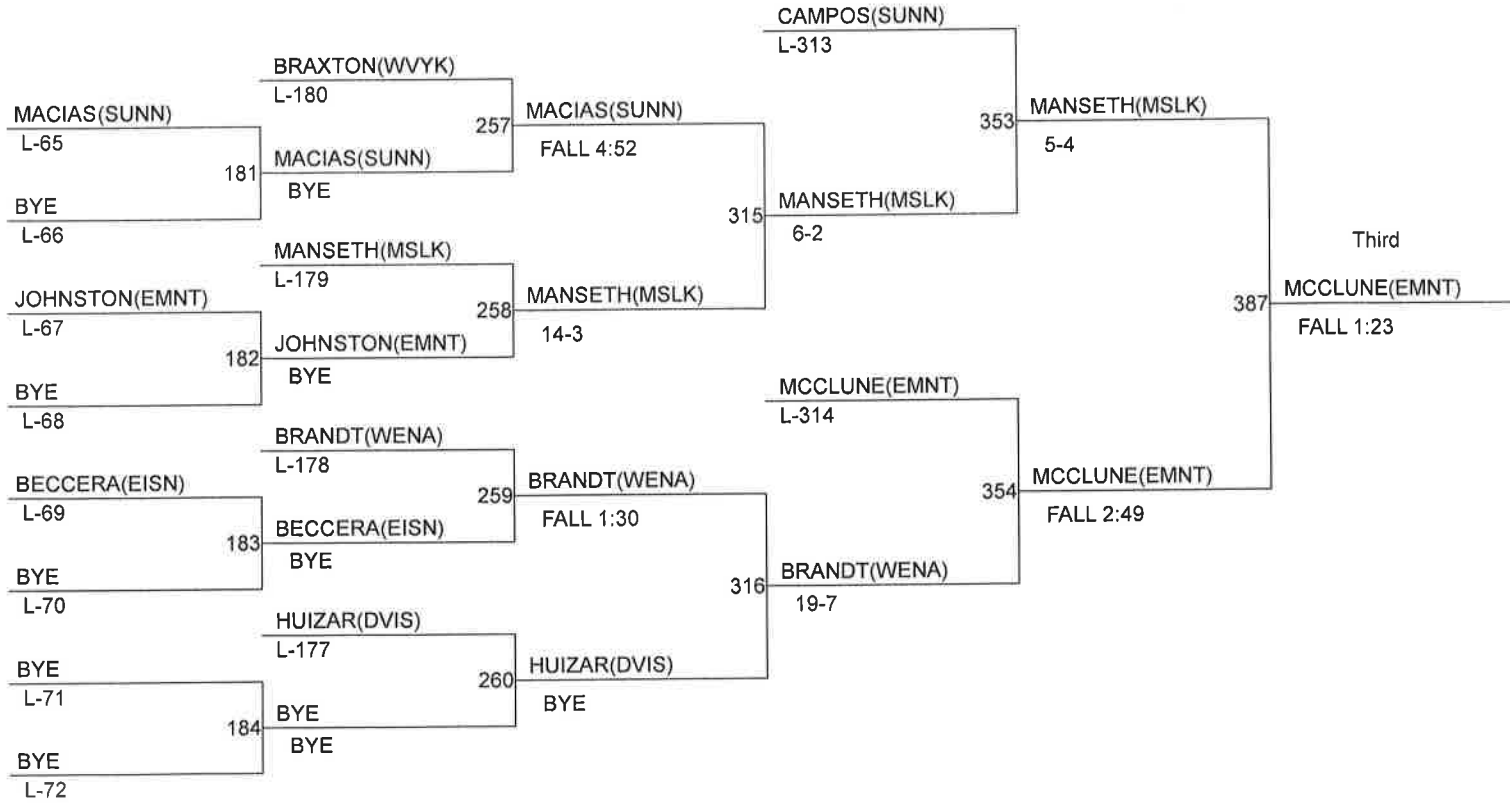 MACIAS(SUNN)
L-65
181
BYE
L-66
JOHNSTON(EMNT)
L-67
182
BYE
L-68
BECCERA(EISN)
L-69
183
BYE
L-70
BYE
L-71
184
BYE
L-72
BRAXTON(WVYK)
L-180
257
MACIAS(SUNN)
BYE
MANSETH(MSLK)
L-179
258
JOHNSTON(EMNT)
BYE
BRANDT(WENA)
L-178
259
BECCERA(EISN)
BYE
HUIZAR(DVIS)
L-177
260
BYE
BYE
MACIAS(SUNN)
FALL 4:52
315
MANSETH(MSLK)
14-3
BRANDT(WENA)
FALL 1:30
316
HUIZAR(DVIS)
BYE
CAMPOS(SUNN)
L-313
353
MANSETH(MSLK)
6-2
MCCLUNE(EMNT)
L-314
354
BRANDT(WENA)
19-7
MANSETH(MSLK)
5-4
387
MCCLUNE(EMNT)
FALL 2:49
Third
MCCLUNE(EMNT)
FALL 1:23